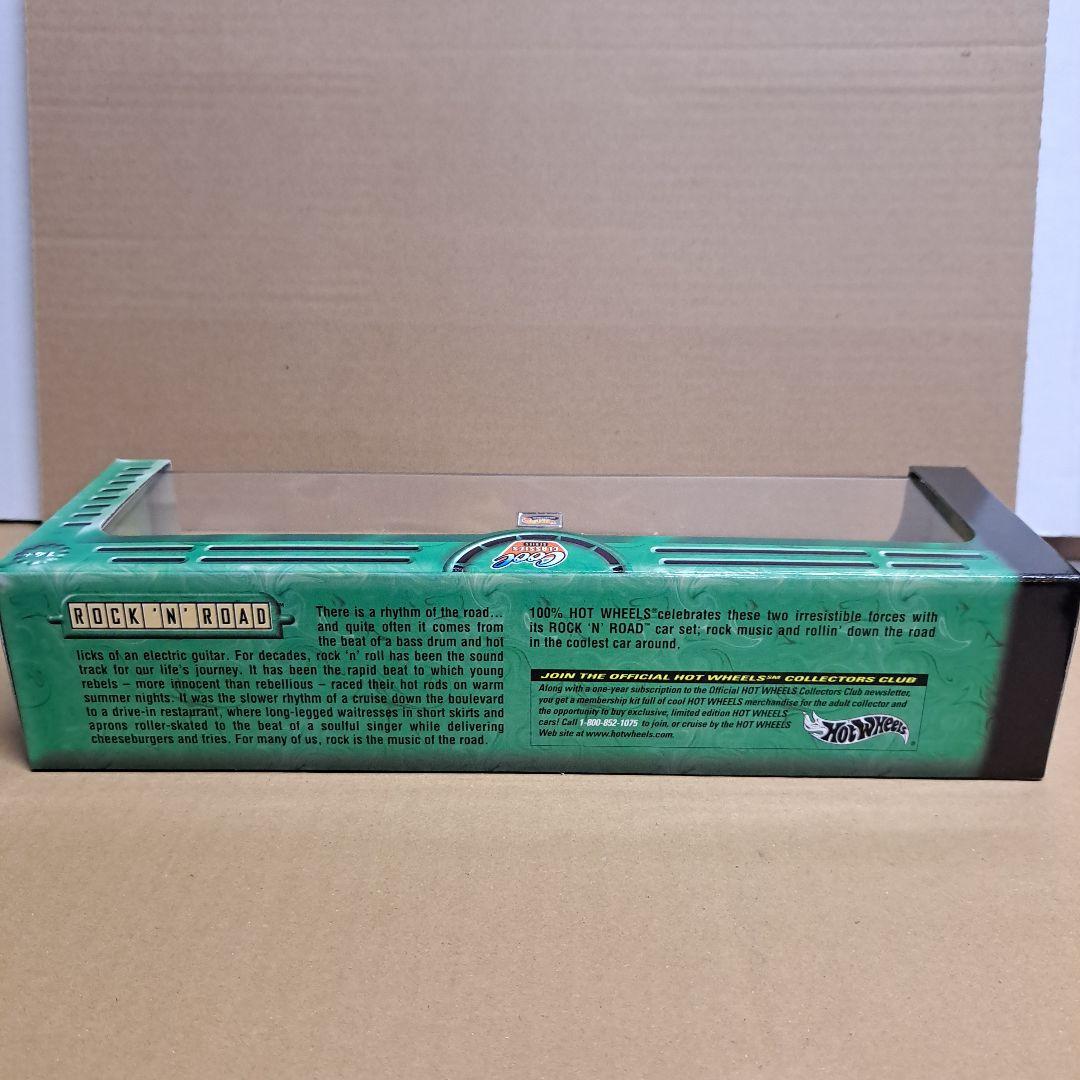 14+
Cool
CLASSICS
SERIES
ROCK 'N' ROAD™
There is a rhythm of the road...
and quite often it comes from
the beat of a bass drum and hot
licks of an electric guitar. For decades, rock 'n' roll has been the sound
track for our life's journey. It has been the rapid beat to which young
rebels – more innocent than rebellious – raced their hot rods on warm
summer nights. It was the slower rhythm of a cruise down the boulevard
to a drive-in restaurant, where long-legged waitresses in short skirts and
aprons roller-skated to the beat of a soulful singer while delivering
cheeseburgers and fries. For many of us, rock is the music of the road.
100% HOT WHEELS® celebrates these two irresistible forces with
its ROCK 'N' ROAD™ car set; rock music and rollin' down the road
in the coolest car around.
JOIN THE OFFICIAL HOT WHEELS℠ COLLECTORS CLUB
Along with a one-year subscription to the Official HOT WHEELS Collectors Club newsletter,
you get a membership kit full of cool HOT WHEELS merchandise for the adult collector and
the opportunity to buy exclusive, limited edition HOT WHEELS
cars! Call 1-800-852-1075 to join, or cruise by the HOT WHEELS
Web site at www.hotwheels.com.
Hot Wheels®